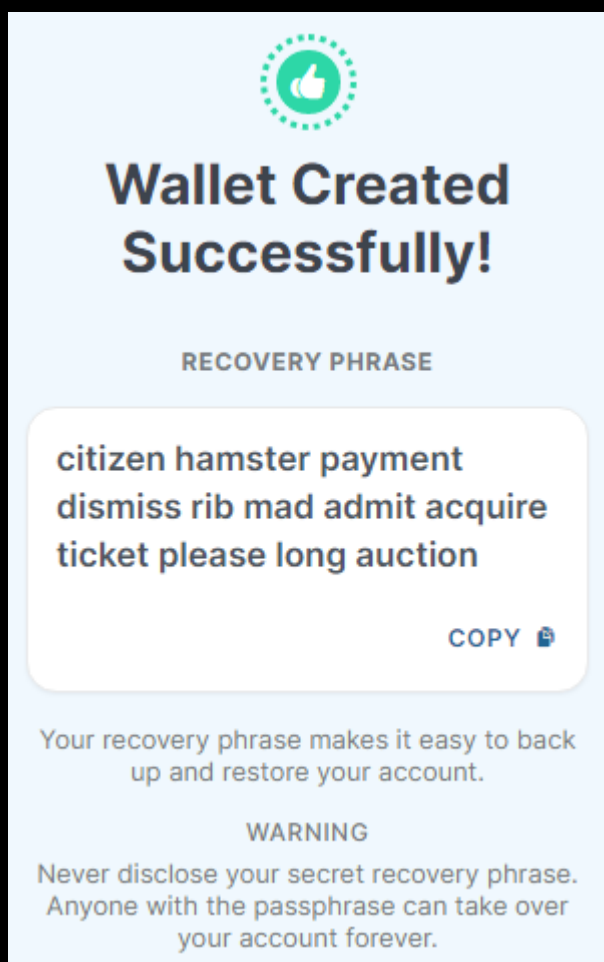 Wallet Created
Successfully!
RECOVERY PHRASE
citizen hamster payment
dismiss rib mad admit acquire
ticket please long auction
COPY
Your recovery phrase makes it easy to back
up and restore your account.
WARNING
Never disclose your secret recovery phrase.
Anyone with the passphrase can take over
your account forever.